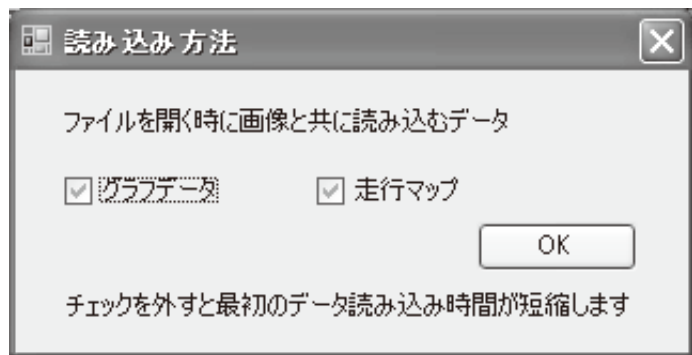 読み込み方法
ファイルを開く時に画像と共に読み込むデータ
グラフデータ 走行マップ
OK
チェックを外すと最初のデータ読み込み時間が短縮します